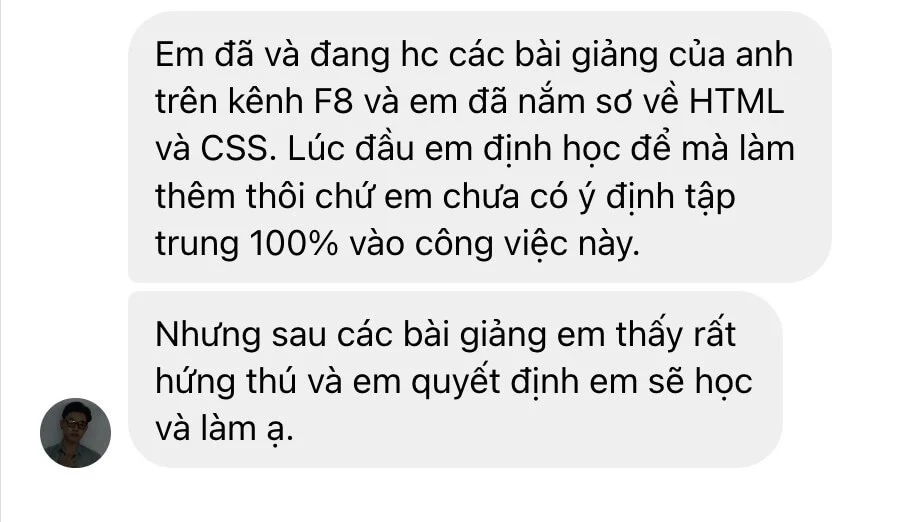 Em đã và đang hc các bài giảng của anh
trên kênh F8 và em đã nắm sơ về HTML
và CSS. Lúc đầu em định học để mà làm
thêm thôi chứ em chưa có ý định tập
trung 100% vào công việc này.
Nhưng sau các bài giảng em thấy rất
hứng thú và em quyết định em sẽ học
và làm ạ.